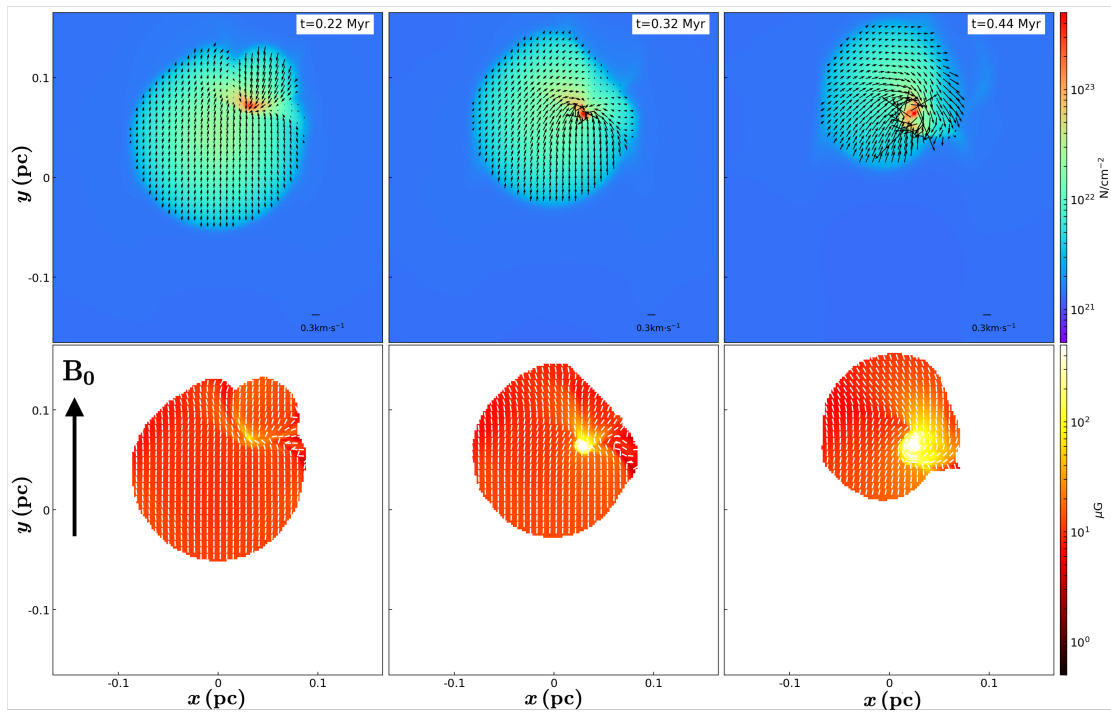 t=0.22 Myr
t=0.32 Myr
t=0.44 Myr
0.1
0
-0.1
y (pc)
0.3km·s⁻¹
0.3km·s⁻¹
0.3km·s⁻¹
10²³
10²²
10²¹
N/cm⁻²
B₀
0.1
0
-0.1
y (pc)
10²
10¹
10⁰
μG
-0.1 0 0.1
-0.1 0 0.1
-0.1 0 0.1
x (pc)
x (pc)
x (pc)